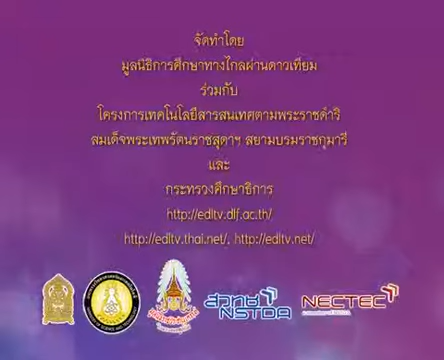 จัดทำโดย
มูลนิธิการศึกษาทางไกลผ่านดาวเทียม
ร่วมกับ
โครงการเทคโนโลยีสารสนเทศตามพระราชดำริ
สมเด็จพระเทพรัตนราชสุดาฯ สยามบรมราชกุมารี
และ
กระทรวงศึกษาธิการ
http://edltv.dlf.ac.th/
http://edltv.thai.net/, http://edltv.net/
สวทช NECTEC
NSTDA